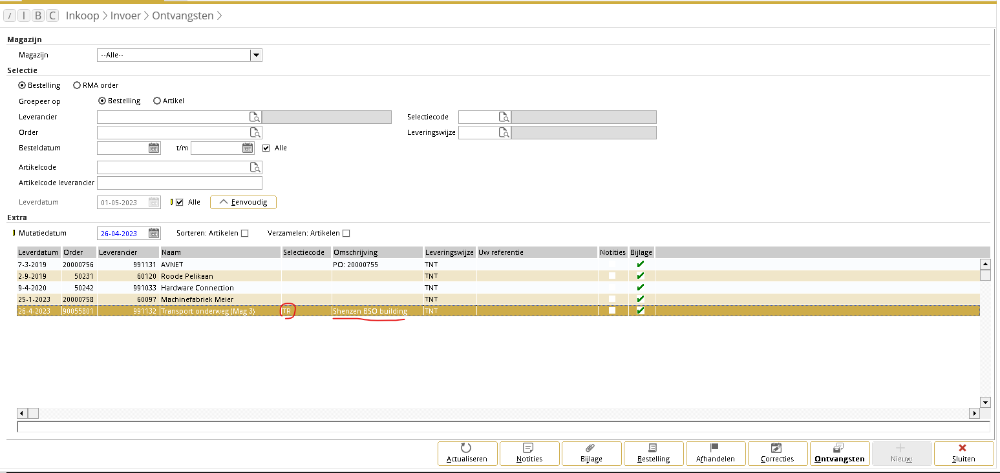 / I B C Inkoop > Invoer > Ontvangsten >
Magazijn
Magazijn --Alle--
Selectie
Bestelling RMA order
Groepeer op Bestelling Artikel
Leverancier Selectiecode
Order Leveringswijze
Besteldatum t/m Alle
Artikelcode
Artikelcode leverancier
Leverdatum 01-05-2023 Alle Eenvoudig
Extra
Mutatiedatum 26-04-2023 Sorteren: Artikelen Verzamelen: Artikelen
Leverdatum Order Leverancier Naam Selectiecode Omschrijving Leveringswijze Uw referentie Notities Bijlage
7-3-2019 20000756 991131 AVNET PO: 20000755 TNT
2-9-2019 50231 60120 Roode Pelikaan TNT
9-4-2020 50242 991033 Hardware Connection TNT
25-1-2023 20000758 60097 Machinefabriek Meier TNT
26-4-2023 90055801 991132 Transport onderweg (Mag 3) TR Shenzen BSO building TNT
Actualiseren Notities Bijlage Bestelling Afhandelen Correcties Ontvangsten Nieuw Sluiten